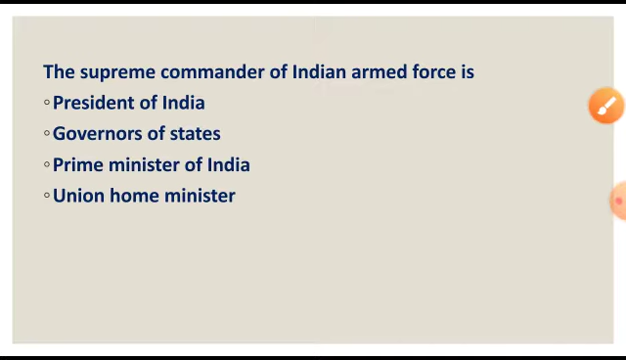 The supreme commander of Indian armed force is
◦President of India
◦Governors of states
◦Prime minister of India
◦Union home minister